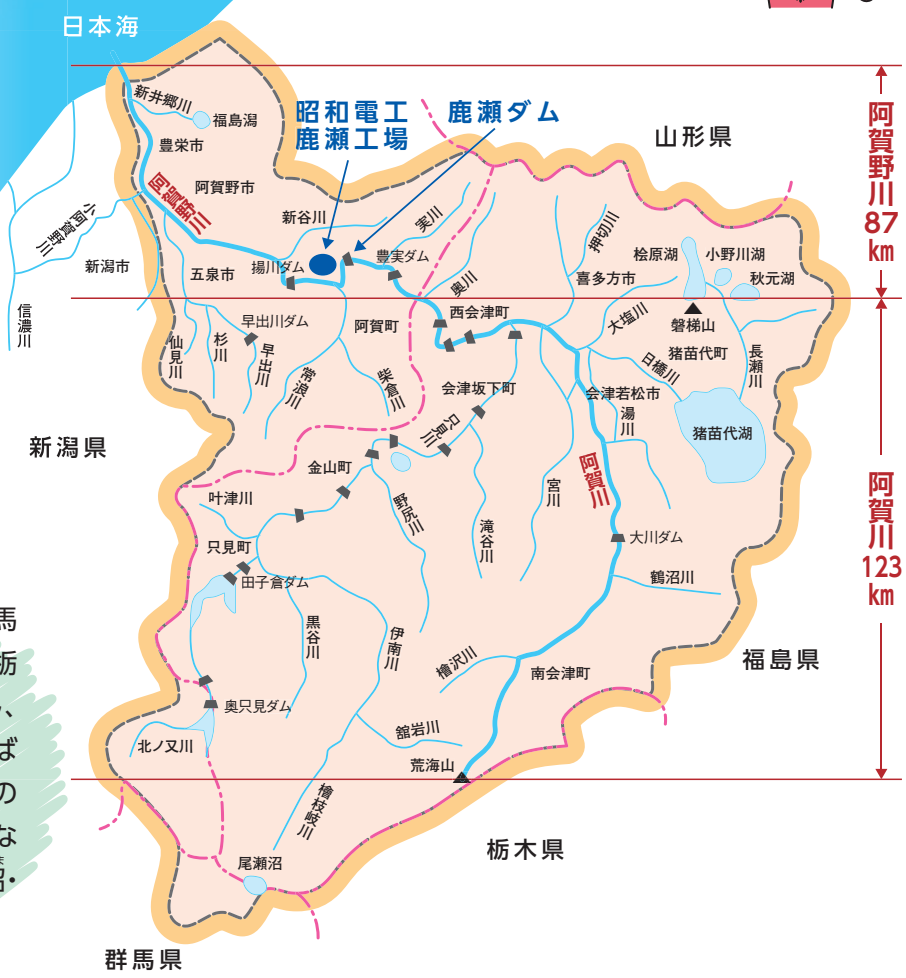 日本海
新井郷川
福島潟
豊栄市
昭和電工
鹿瀬工場
鹿瀬ダム
山形県
阿賀野川
87
km
阿賀野市
阿賀野川
小阿賀野川
新谷川
実川
押切川
新潟市
五泉市
揚川ダム
豊実ダム
奥川
喜多方市
桧原湖
小野川湖
秋元湖
信濃川
仙見川
杉川
早出川ダム
早出川
阿賀町
西会津町
大塩川
磐梯山
猪苗代町
長瀬川
日橋川
常浪川
柴倉川
会津坂下町
会津若松市
湯川
猪苗代湖
新潟県
只見川
金山町
阿賀川
阿賀川
123
km
叶津川
野尻川
滝谷川
宮川
只見町
大川ダム
田子倉ダム
鶴沼川
黒谷川
伊南川
檜沢川
南会津町
福島県
奥只見ダム
北ノ又川
舘岩川
荒海山
檜枝岐川
栃木県
尾瀬沼
群馬県
馬
栃
、
ば
の
な